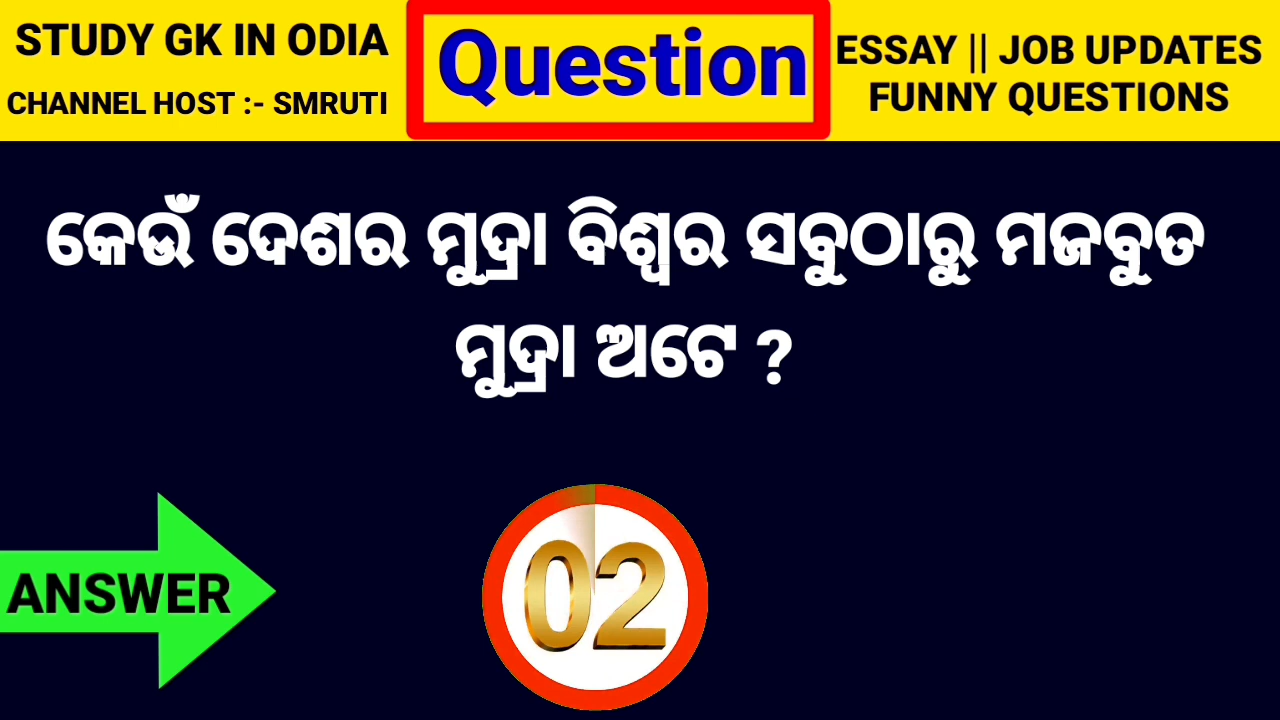 STUDY GK IN ODIA
CHANNEL HOST :- SMRUTI
Question
ESSAY || JOB UPDATES
FUNNY QUESTIONS
କେଉଁ ଦେଶର ମୁଦ୍ରା ବିଶ୍ୱର ସବୁଠାରୁ ମଜବୁତ
ମୁଦ୍ରା ଅଟେ ?
ANSWER
02